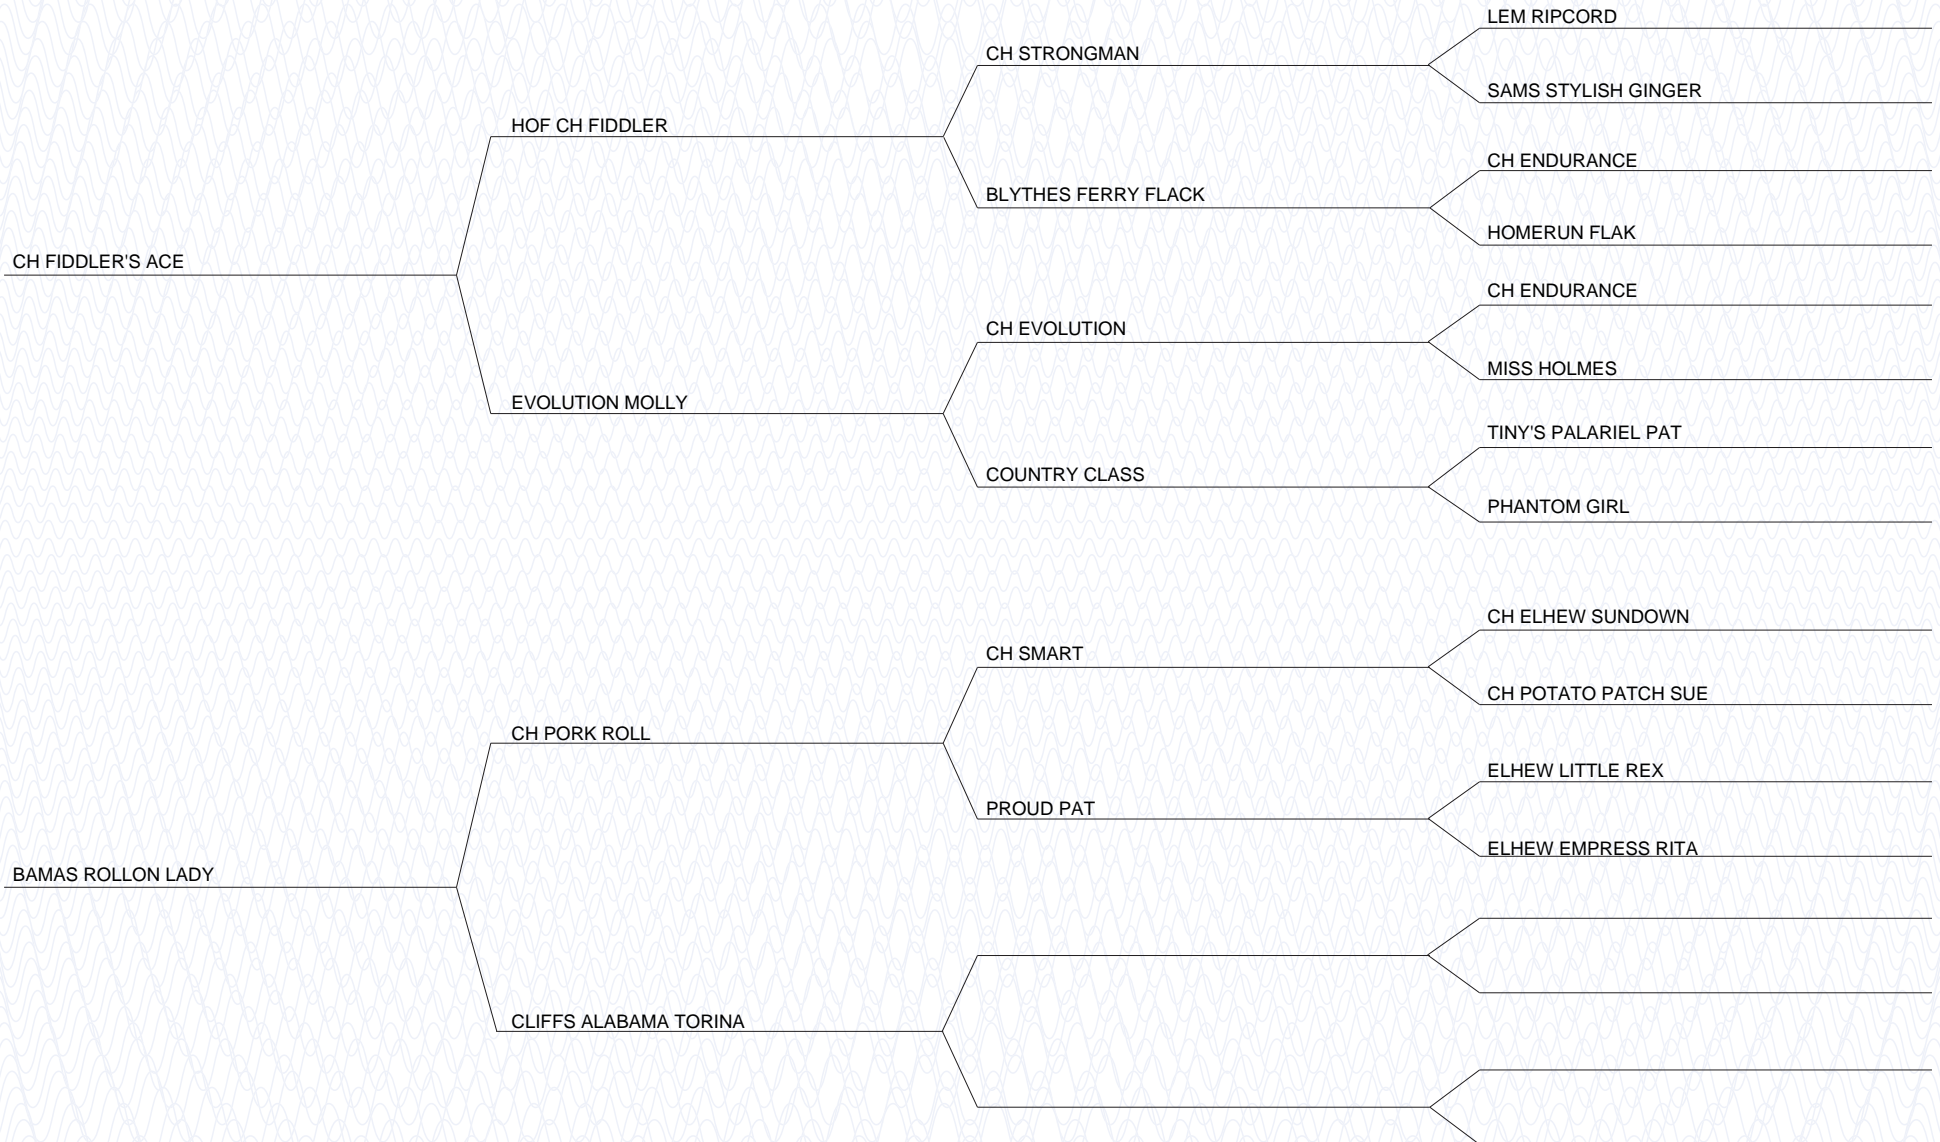 LEM RIPCORD
CH STRONGMAN
SAMS STYLISH GINGER
HOF CH FIDDLER
CH ENDURANCE
BLYTHES FERRY FLACK
HOMERUN FLAK
CH FIDDLER'S ACE
CH ENDURANCE
CH EVOLUTION
MISS HOLMES
EVOLUTION MOLLY
TINY'S PALARIEL PAT
COUNTRY CLASS
PHANTOM GIRL
CH ELHEW SUNDOWN
CH SMART
CH POTATO PATCH SUE
CH PORK ROLL
ELHEW LITTLE REX
PROUD PAT
ELHEW EMPRESS RITA
BAMAS ROLLON LADY
CLIFFS ALABAMA TORINA